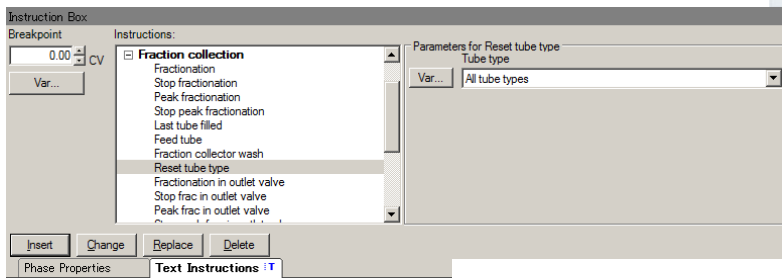 Instruction Box
Breakpoint
Instructions:
0.00 CV
Var...
Fraction collection
Fractionation
Stop fractionation
Peak fractionation
Stop peak fractionation
Last tube filled
Feed tube
Fraction collector wash
Reset tube type
Fractionation in outlet valve
Stop frac in outlet valve
Peak frac in outlet valve
Parameters for Reset tube type
Tube type
Var... All tube types
Insert Change Replace Delete
Phase Properties Text Instructions T